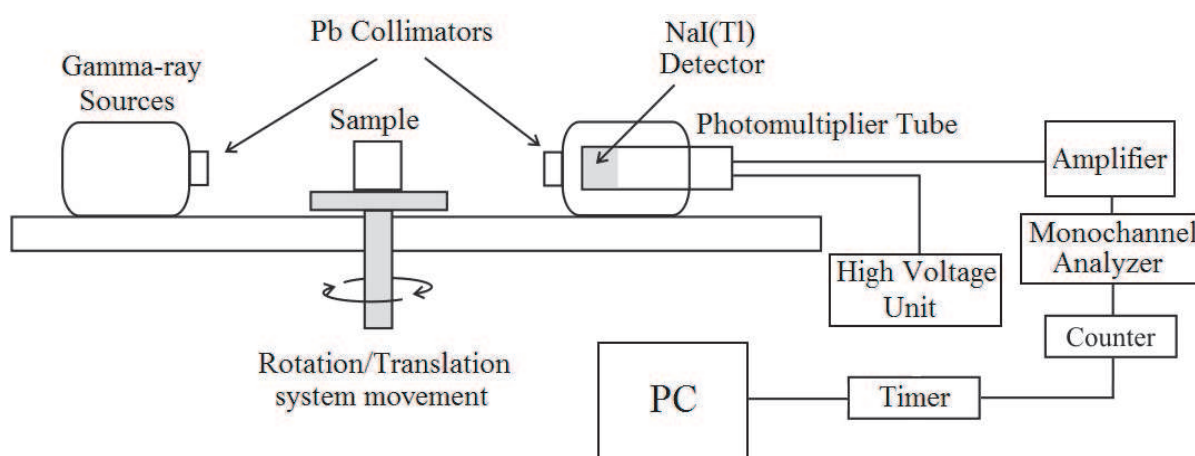 Pb Collimators
NaI(Tl)
Detector
Gamma-ray
Sources
Sample
Photomultiplier Tube
Amplifier
Monochannel
Analyzer
High Voltage
Unit
Counter
Rotation/Translation
system movement
PC
Timer